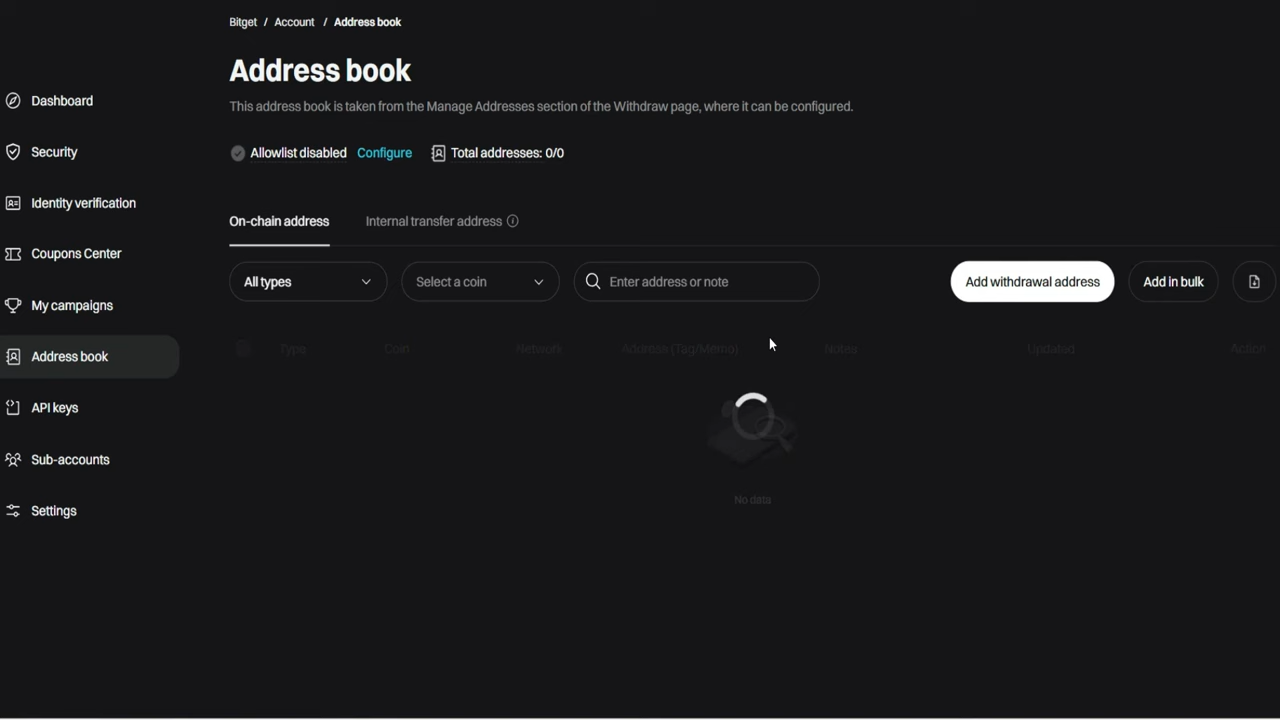 Bitget / Account / Address book
Address book
This address book is taken from the Manage Addresses section of the Withdraw page, where it can be configured.
Dashboard
Security
Identity verification
Coupons Center
My campaigns
Address book
API keys
Sub-accounts
Settings
Allowlist disabled Configure Total addresses: 0/0
On-chain address Internal transfer address
All types Select a coin Enter address or note Add withdrawal address Add in bulk
Type Coin Network Address (Tag/Memo) Notes Updated Action
No data